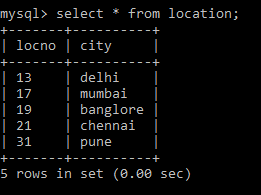 mysql> select * from location;
+-------+----------+
| locno | city     |
+-------+----------+
| 13    | delhi    |
| 17    | mumbai   |
| 19    | banglore |
| 21    | chennai  |
| 31    | pune     |
+-------+----------+
5 rows in set (0.00 sec)